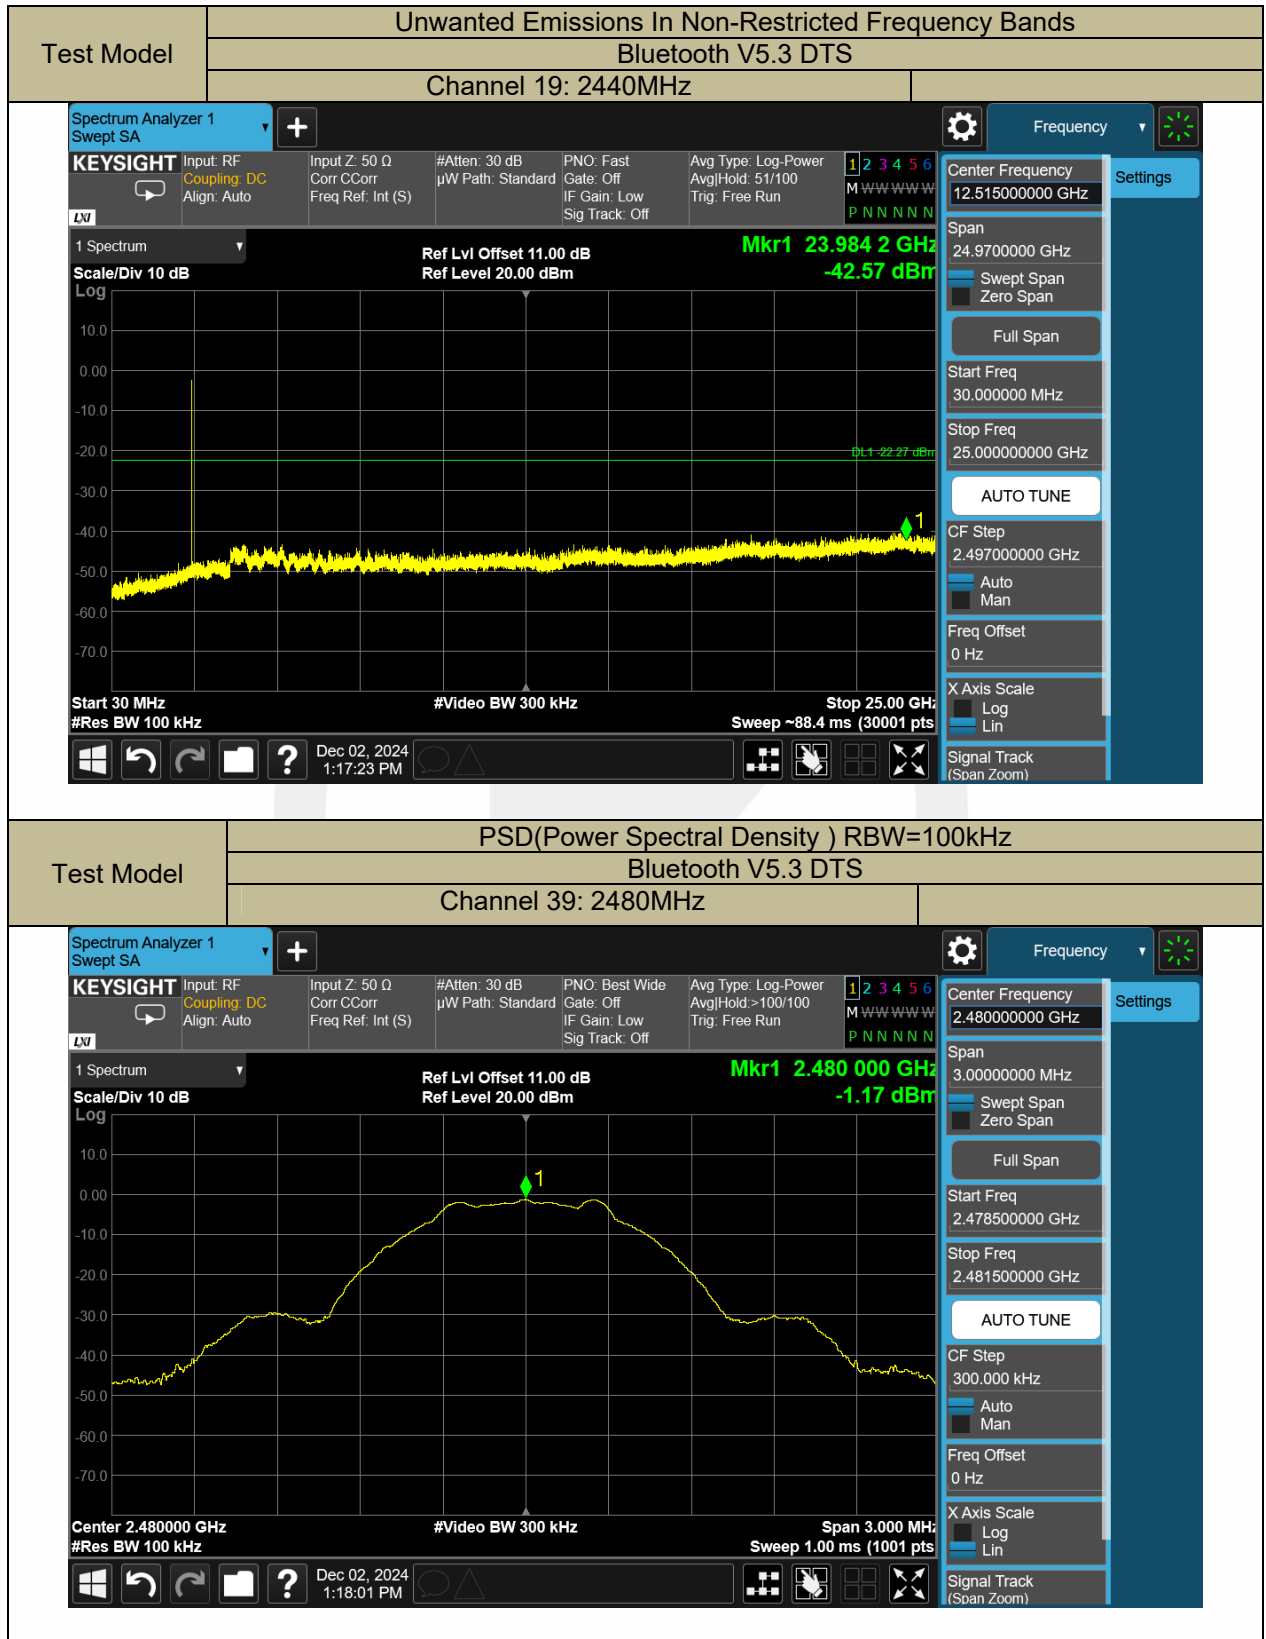 Test Model
Unwanted Emissions In Non-Restricted Frequency Bands
Bluetooth V5.3 DTS
Channel 19: 2440MHz
Spectrum Analyzer 1
Swept SA
Frequency
KEYSIGHT
LXI
Input: RF
Coupling: DC
Align: Auto
Input Z: 50 Ω
Corr CCorr
Freq Ref: Int (S)
#Atten: 30 dB
µW Path: Standard
PNO: Fast
Gate: Off
IF Gain: Low
Sig Track: Off
Avg Type: Log-Power
Avg|Hold: 51/100
Trig: Free Run
1 2 3 4 5 6
M W W W W W
P N N N N N
1 Spectrum
Scale/Div 10 dB
Log
Ref Lvl Offset 11.00 dB
Ref Level 20.00 dBm
Mkr1 23.984 2 GHz
-42.57 dBm
10.0
0.00
-10.0
-20.0
-30.0
-40.0
-50.0
-60.0
-70.0
DL1 -22.27 dBm
1
Start 30 MHz
#Res BW 100 kHz
#Video BW 300 kHz
Stop 25.00 GHz
Sweep ~88.4 ms (30001 pts
?
Dec 02, 2024
1:17:23 PM
Center Frequency
12.515000000 GHz
Settings
Span
24.9700000 GHz
Swept Span
Zero Span
Full Span
Start Freq
30.000000 MHz
Stop Freq
25.000000000 GHz
AUTO TUNE
CF Step
2.497000000 GHz
Auto
Man
Freq Offset
0 Hz
X Axis Scale
Log
Lin
Signal Track
(Span Zoom)
Test Model
PSD(Power Spectral Density ) RBW=100kHz
Bluetooth V5.3 DTS
Channel 39: 2480MHz
Spectrum Analyzer 1
Swept SA
Frequency
KEYSIGHT
LXI
Input: RF
Coupling: DC
Align: Auto
Input Z: 50 Ω
Corr CCorr
Freq Ref: Int (S)
#Atten: 30 dB
µW Path: Standard
PNO: Best Wide
Gate: Off
IF Gain: Low
Sig Track: Off
Avg Type: Log-Power
Avg|Hold:>100/100
Trig: Free Run
1 2 3 4 5 6
M W W W W W
P N N N N N
1 Spectrum
Scale/Div 10 dB
Log
Ref Lvl Offset 11.00 dB
Ref Level 20.00 dBm
Mkr1 2.480 000 GHz
-1.17 dBm
10.0
0.00
-10.0
-20.0
-30.0
-40.0
-50.0
-60.0
-70.0
1
Center 2.480000 GHz
#Res BW 100 kHz
#Video BW 300 kHz
Span 3.000 MHz
Sweep 1.00 ms (1001 pts
?
Dec 02, 2024
1:18:01 PM
Center Frequency
2.480000000 GHz
Settings
Span
3.00000000 MHz
Swept Span
Zero Span
Full Span
Start Freq
2.478500000 GHz
Stop Freq
2.481500000 GHz
AUTO TUNE
CF Step
300.000 kHz
Auto
Man
Freq Offset
0 Hz
X Axis Scale
Log
Lin
Signal Track
(Span Zoom)